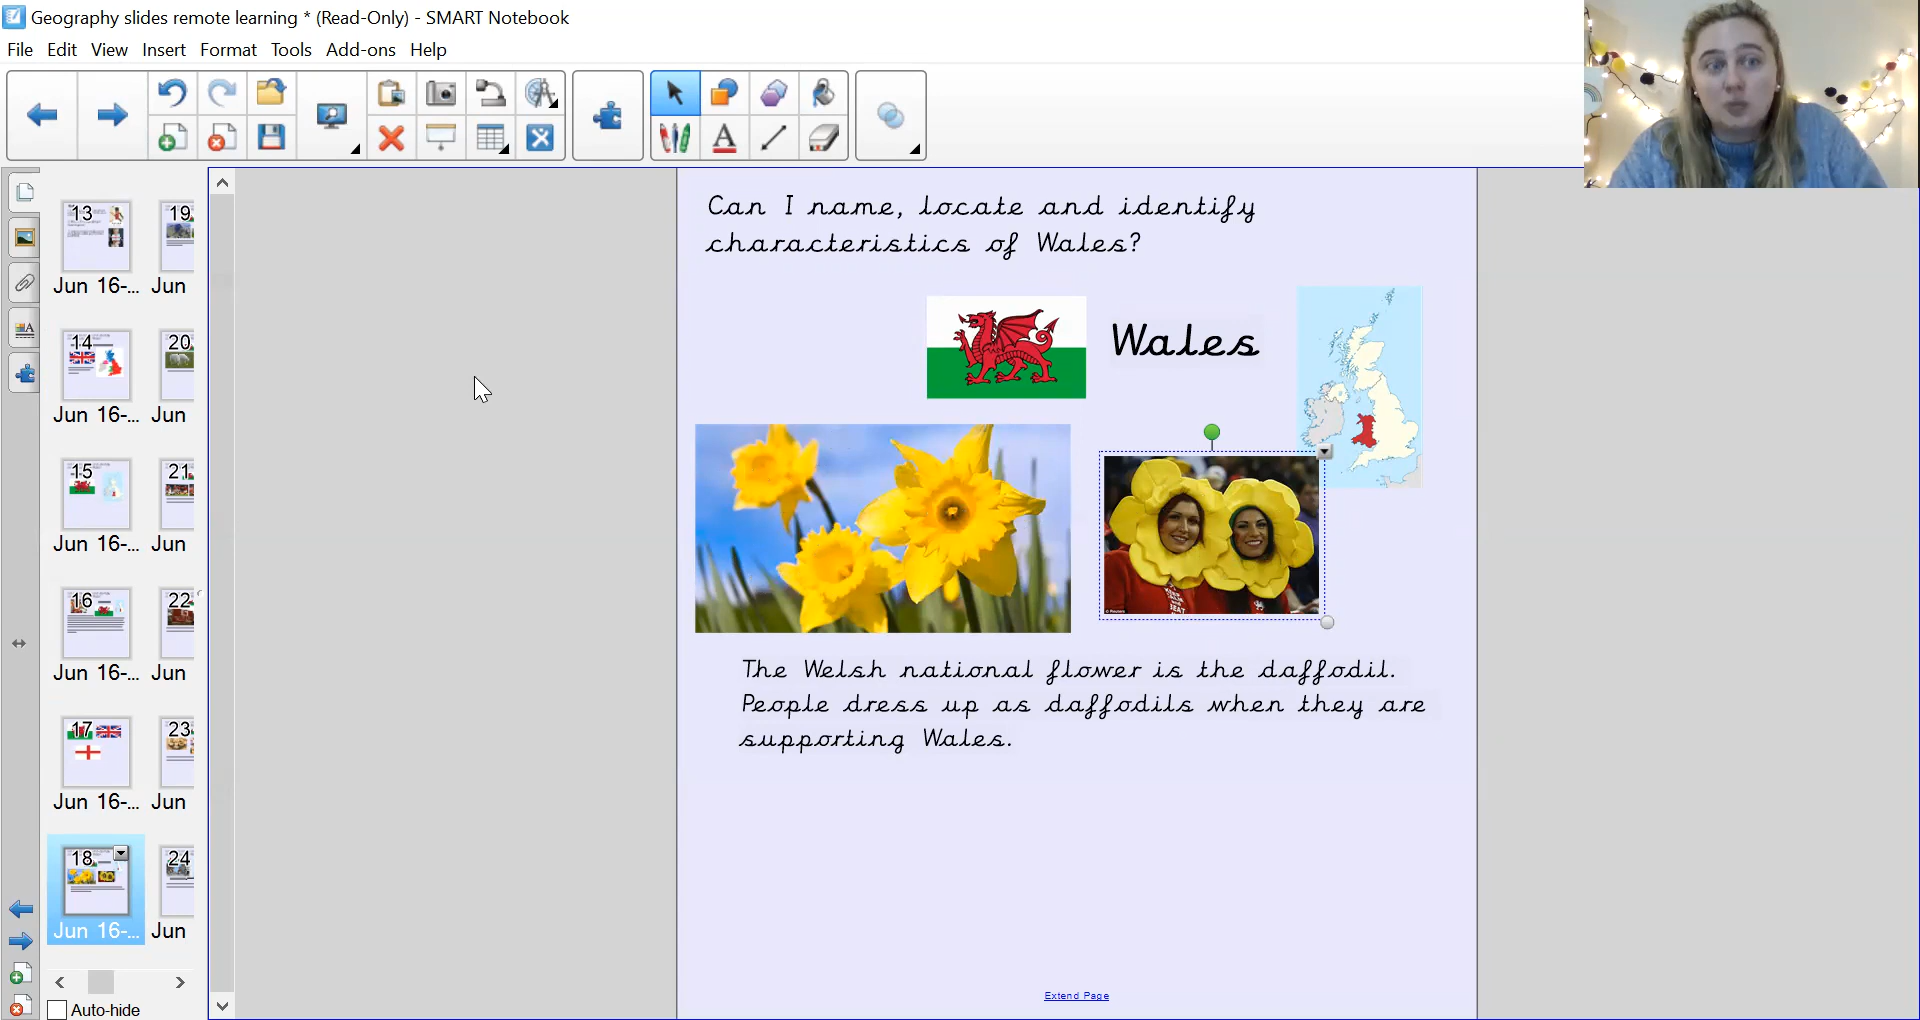 Geography slides remote learning * (Read-Only) - SMART Notebook
File Edit View Insert Format Tools Add-ons Help
13
19
Jun 16-... Jun
14
20
Jun 16-... Jun
15
21
Jun 16-... Jun
16
22
Jun 16-... Jun
17
23
Jun 16-... Jun
18
24
Jun 16-... Jun
Auto-hide
Can I name, locate and identify
characteristics of Wales?
Wales
The Welsh national flower is the daffodil.
People dress up as daffodils when they are
supporting Wales.
Extend Page